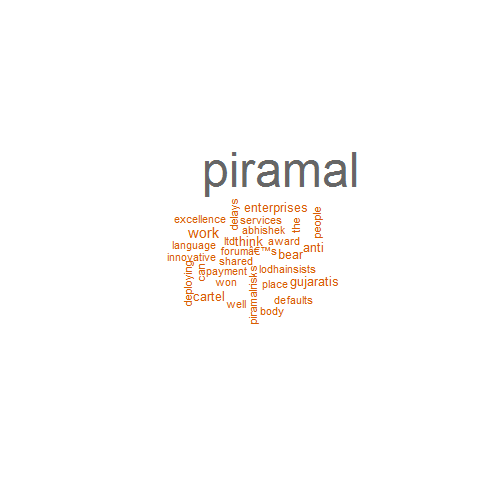 piramal
enterprises
delays
people
excellence
services
the
work
abhishek
ltd
think
award
anti
language
forumâ€™s
bear
innovative
shared
can
payment
lodhainsists
deploying
won
piramalrisks
place
gujaratis
cartel
well
defaults
body